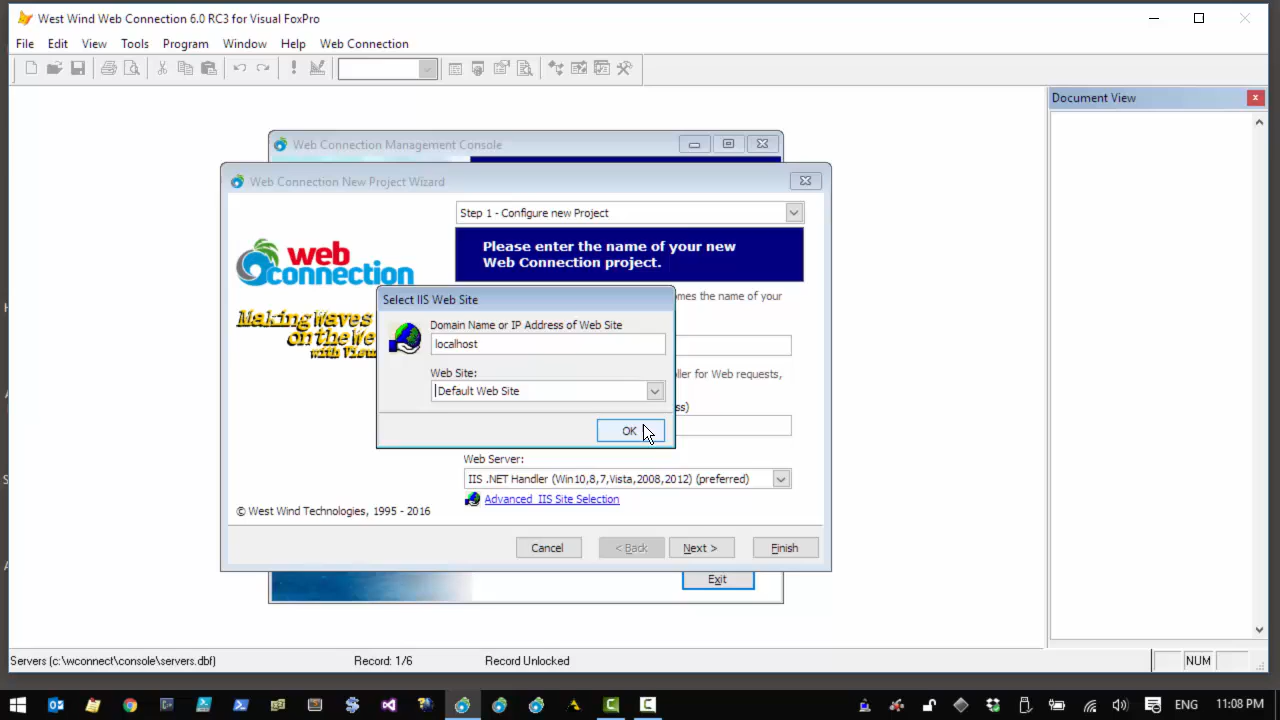 West Wind Web Connection 6.0 RC3 for Visual FoxPro
File Edit View Tools Program Window Help Web Connection
Document View
Web Connection Management Console
Web Connection New Project Wizard
Step 1 - Configure new Project
Please enter the name of your new
Web Connection project.
web
connection
Making Waves
on the We
with Visu
omes the name of your
Select IIS Web Site
Domain Name or IP Address of Web Site
localhost
ller for Web requests,
Web Site:
Default Web Site
ss)
OK
Web Server:
IIS .NET Handler (Win10,8,7,Vista,2008,2012) (preferred)
Advanced IIS Site Selection
© West Wind Technologies, 1995 - 2016
Cancel < Back Next > Finish
Exit
Servers (c:\wconnect\console\servers.dbf) Record: 1/6 Record Unlocked NUM
ENG 11:08 PM